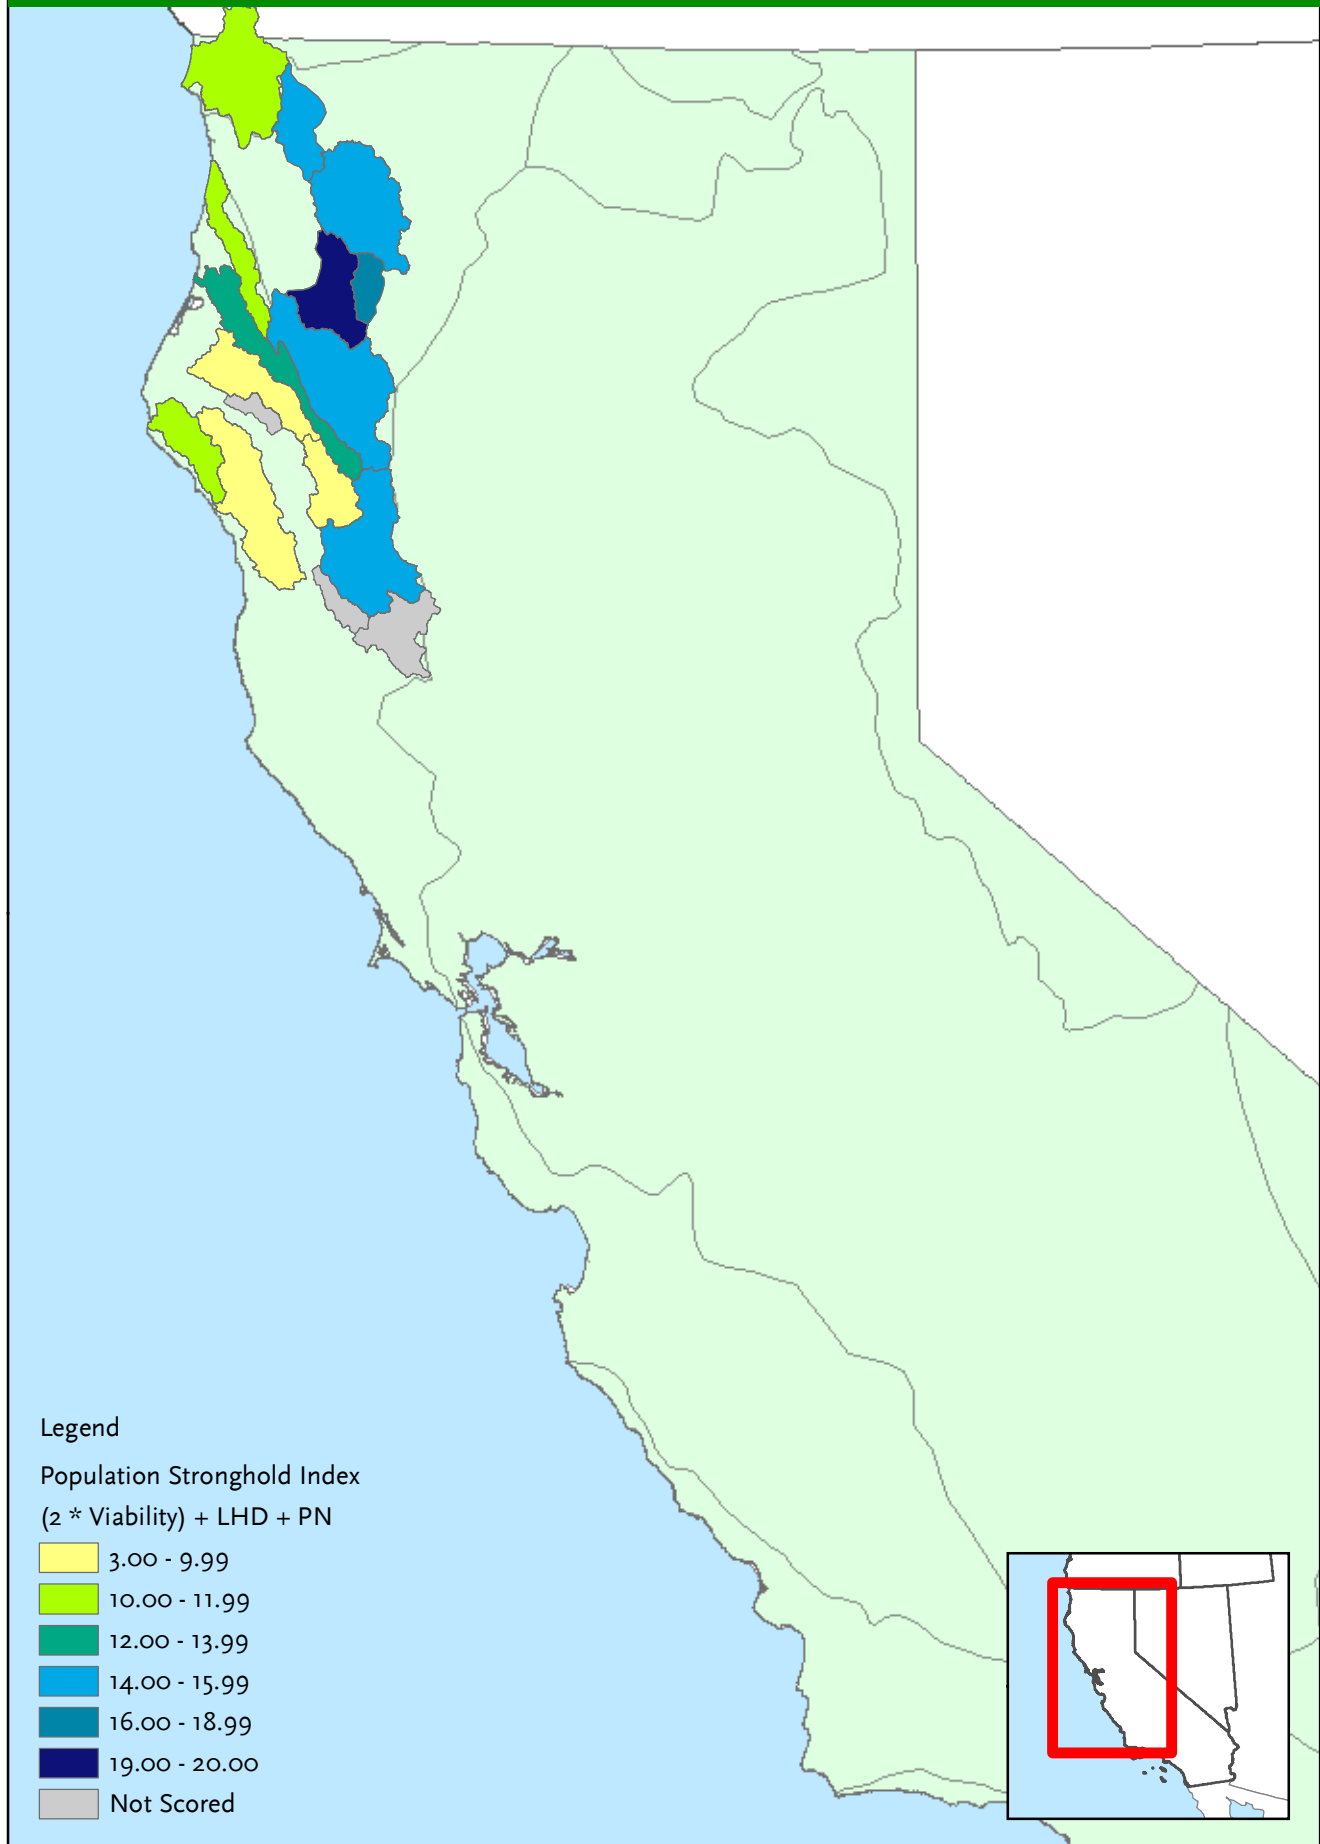 Legend
Population Stronghold Index
(2 * Viability) + LHD + PN
3.00 - 9.99
10.00 - 11.99
12.00 - 13.99
14.00 - 15.99
16.00 - 18.99
19.00 - 20.00
Not Scored